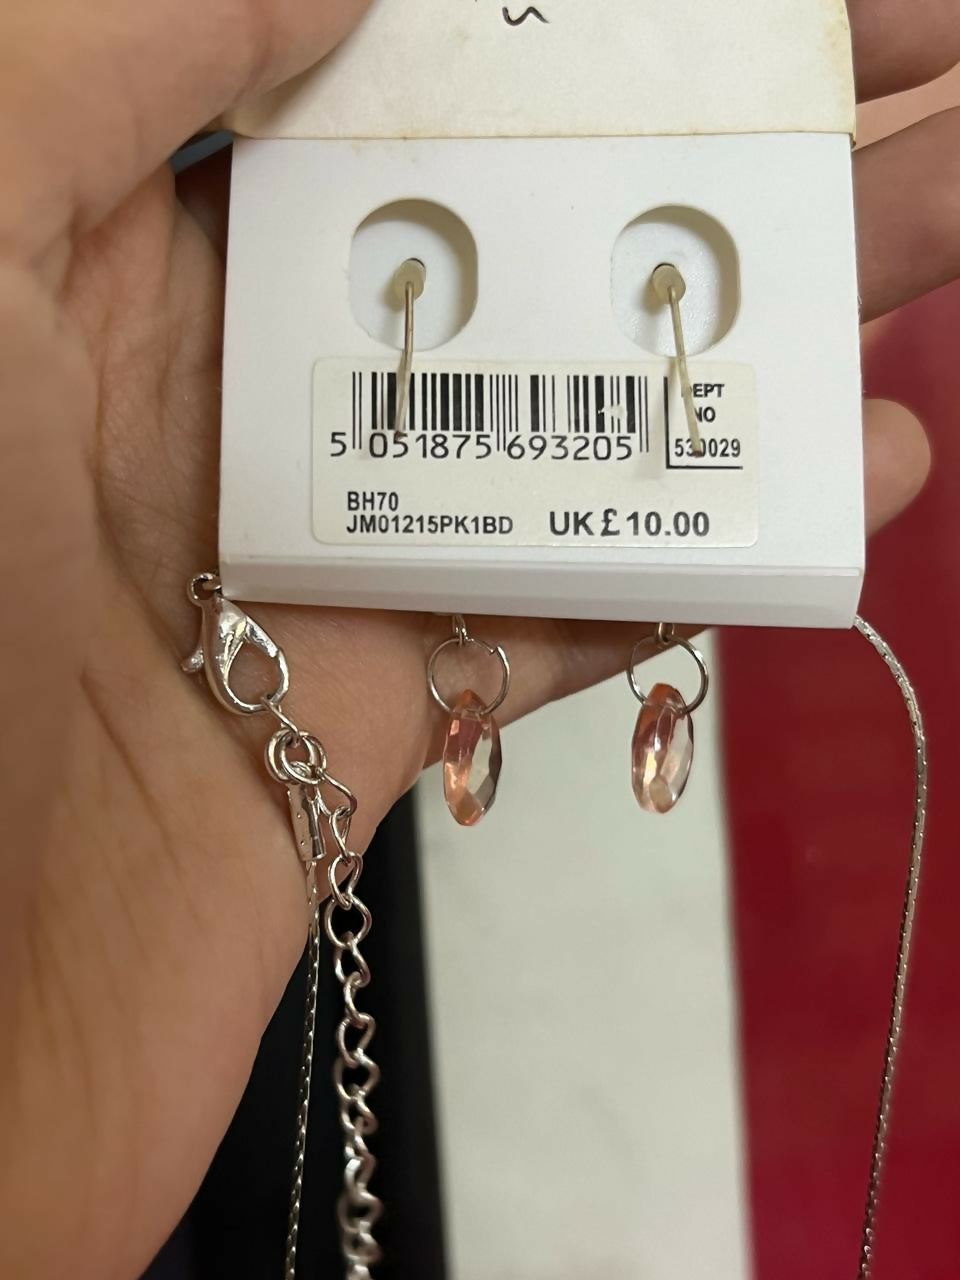 5 051875 693205
DEPT
NO
530029
BH70
JM01215PK1BD
UK£10.00